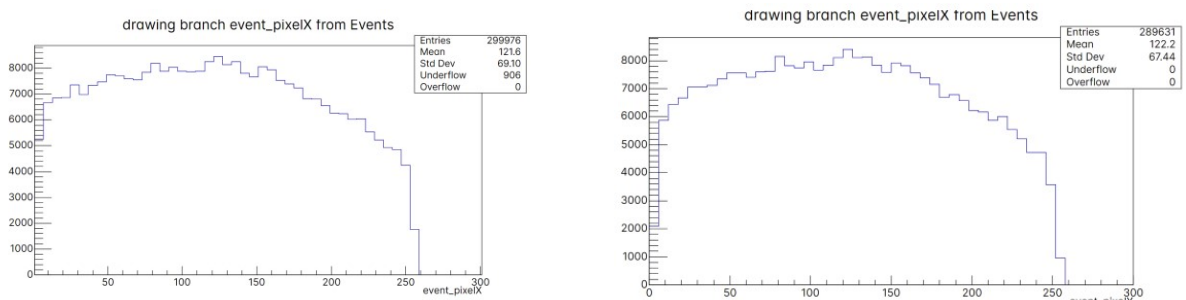 drawing branch event_pixelX from Events
Entries 299976
Mean 121.6
Std Dev 69.10
Underflow 906
Overflow 0
8000
7000
6000
5000
4000
3000
2000
1000
0
50 100 150 200 250 300
event_pixelX
drawing branch event_pixelX from Events
Entries 289631
Mean 122.2
Std Dev 67.44
Underflow 0
Overflow 0
8000
7000
6000
5000
4000
3000
2000
1000
0
0 50 100 150 200 250 300
event_pixelX